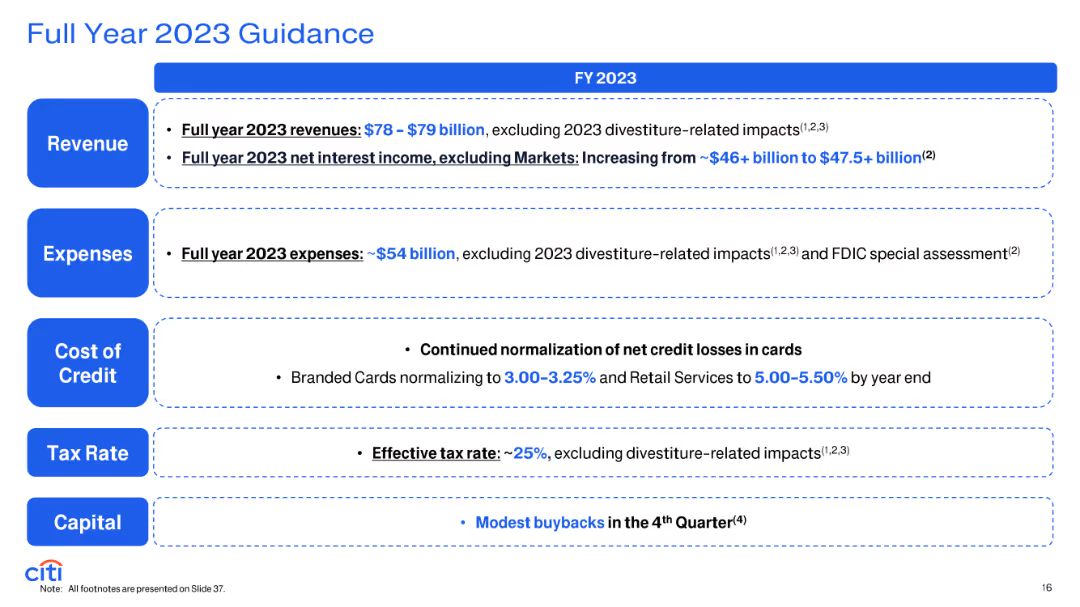 Full Year 2023 Guidance
FY 2023
Revenue
• Full year 2023 revenues: $78 – $79 billion, excluding 2023 divestiture-related impacts(1,2,3)
• Full year 2023 net interest income, excluding Markets: Increasing from ~$46+ billion to $47.5+ billion(2)
Expenses
• Full year 2023 expenses: ~$54 billion, excluding 2023 divestiture-related impacts(1,2,3) and FDIC special assessment(2)
Cost of
Credit
• Continued normalization of net credit losses in cards
• Branded Cards normalizing to 3.00–3.25% and Retail Services to 5.00–5.50% by year end
Tax Rate
• Effective tax rate: ~25%, excluding divestiture-related impacts(1,2,3)
Capital
• Modest buybacks in the 4th Quarter(4)
citi
Note: All footnotes are presented on Slide 37.
16